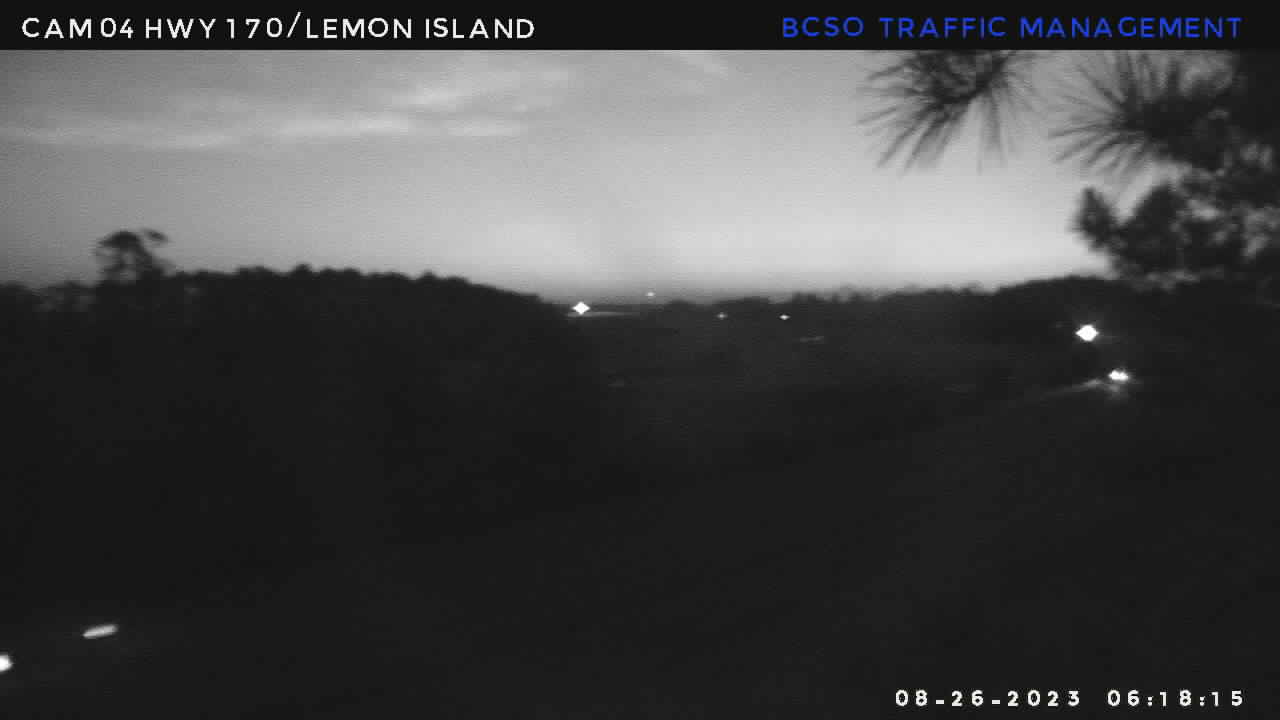 CAM04 HWY 170/LEMON ISLAND
BCSO TRAFFIC MANAGEMENT
08-26-2023 06:18:15